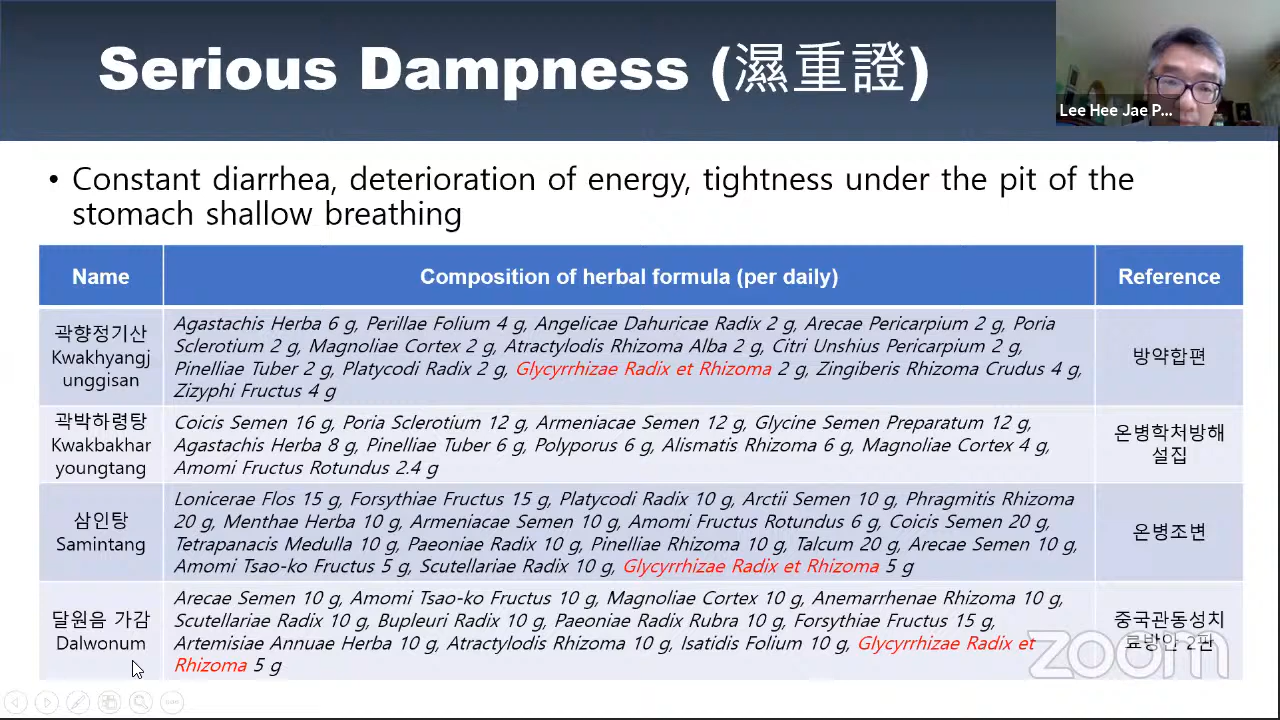 Serious Dampness (濕重證)
Lee Hee Jae P...
• Constant diarrhea, deterioration of energy, tightness under the pit of the
stomach shallow breathing
Name
Composition of herbal formula (per daily)
Reference
곽향정기산
Kwakhyangj
unggisan
Agastachis Herba 6 g, Perillae Folium 4 g, Angelicae Dahuricae Radix 2 g, Arecae Pericarpium 2 g, Poria
Sclerotium 2 g, Magnoliae Cortex 2 g, Atractylodis Rhizoma Alba 2 g, Citri Unshius Pericarpium 2 g,
Pinelliae Tuber 2 g, Platycodi Radix 2 g, Glycyrrhizae Radix et Rhizoma 2 g, Zingiberis Rhizoma Crudus 4 g,
Zizyphi Fructus 4 g
방약합편
곽박하령탕
Kwakbakhar
youngtang
Coicis Semen 16 g, Poria Sclerotium 12 g, Armeniacae Semen 12 g, Glycine Semen Preparatum 12 g,
Agastachis Herba 8 g, Pinelliae Tuber 6 g, Polyporus 6 g, Alismatis Rhizoma 6 g, Magnoliae Cortex 4 g,
Amomi Fructus Rotundus 2.4 g
온병학처방해
설집
삼인탕
Samintang
Lonicerae Flos 15 g, Forsythiae Fructus 15 g, Platycodi Radix 10 g, Arctii Semen 10 g, Phragmitis Rhizoma
20 g, Menthae Herba 10 g, Armeniacae Semen 10 g, Amomi Fructus Rotundus 6 g, Coicis Semen 20 g,
Tetrapanacis Medulla 10 g, Paeoniae Radix 10 g, Pinelliae Rhizoma 10 g, Talcum 20 g, Arecae Semen 10 g,
Amomi Tsao-ko Fructus 5 g, Scutellariae Radix 10 g, Glycyrrhizae Radix et Rhizoma 5 g
온병조변
달원음 가감
Dalwonum
Arecae Semen 10 g, Amomi Tsao-ko Fructus 10 g, Magnoliae Cortex 10 g, Anemarrhenae Rhizoma 10 g,
Scutellariae Radix 10 g, Bupleuri Radix 10 g, Paeoniae Radix Rubra 10 g, Forsythiae Fructus 15 g,
Artemisiae Annuae Herba 10 g, Atractylodis Rhizoma 10 g, Isatidis Folium 10 g, Glycyrrhizae Radix et
Rhizoma 5 g
중국관동성치
료방안 2판
zoom